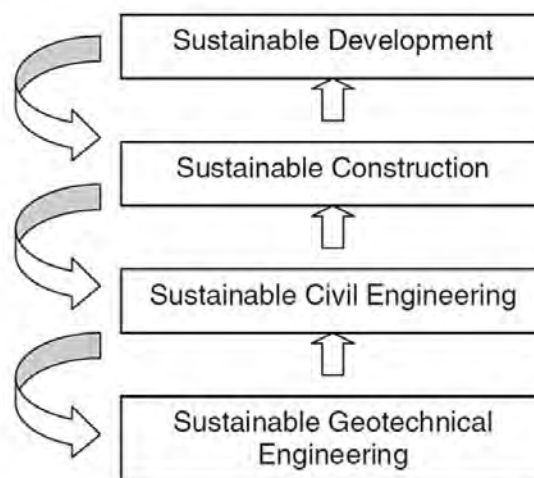 Sustainable Development
Sustainable Construction
Sustainable Civil Engineering
Sustainable Geotechnical
Engineering